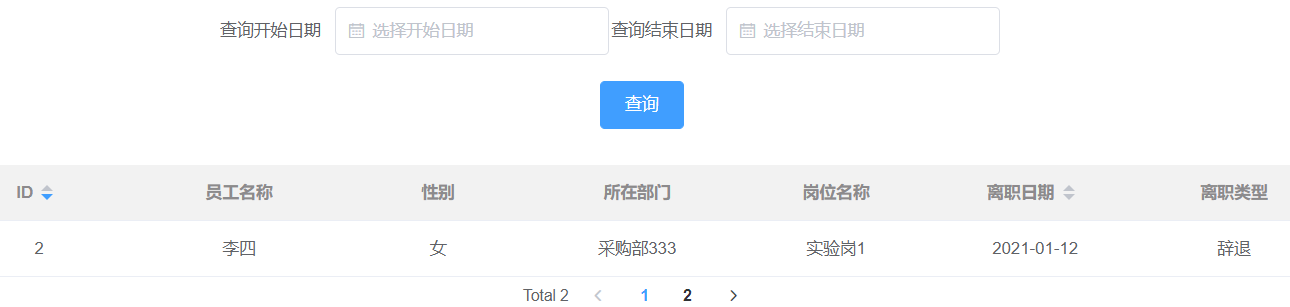 查询开始日期 选择开始日期 查询结束日期 选择结束日期
查询
ID 员工名称 性别 所在部门 岗位名称 离职日期 离职类型
2 李四 女 采购部333 实验岗1 2021-01-12 辞退
Total 2 1 2